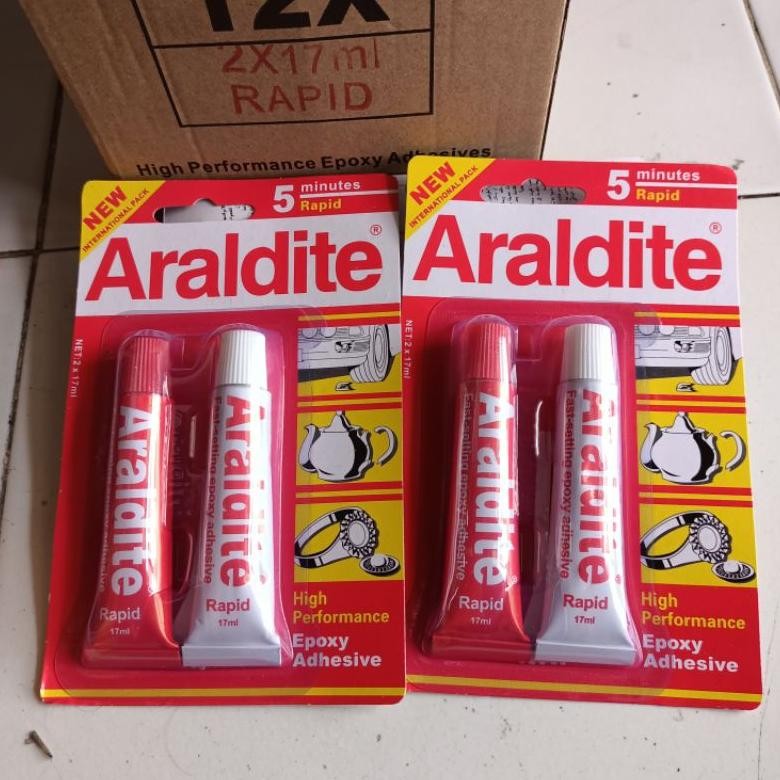 12X
2X17ml
RAPID
High Performance Epoxy Adhesives
NEW
INTERNATIONAL PACK
5 minutes
Rapid
Araldite®
NET:2 x 17ml
Araldite
Rapid
17ml
Araldite
Fast-setting epoxy adhesive
Rapid
17ml
High
Performance
Epoxy
Adhesive
NEW
INTERNATIONAL PACK
5 minutes
Rapid
Araldite®
NET:2 x 17ml
Araldite
Fast-setting epoxy adhesive
Rapid
17ml
Araldite
Fast-setting epoxy adhesive
Rapid
17ml
High
Performance
Epoxy
Adhesive